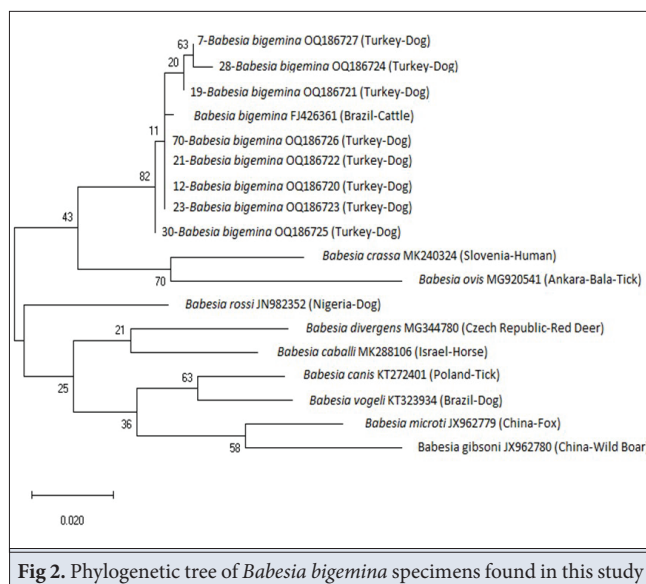 63
7-Babesia bigemina OQ186727 (Turkey-Dog)
20
28-Babesia bigemina OQ186724 (Turkey-Dog)
19-Babesia bigemina OQ186721 (Turkey-Dog)
Babesia bigemina FJ426361 (Brazil-Cattle)
11
70-Babesia bigemina OQ186726 (Turkey-Dog)
21-Babesia bigemina OQ186722 (Turkey-Dog)
82
12-Babesia bigemina OQ186720 (Turkey-Dog)
23-Babesia bigemina OQ186723 (Turkey-Dog)
43
30-Babesia bigemina OQ186725 (Turkey-Dog)
Babesia crassa MK240324 (Slovenia-Human)
70
Babesia ovis MG920541 (Ankara-Bala-Tick)
Babesia rossi JN982352 (Nigeria-Dog)
21
Babesia divergens MG344780 (Czech Republic-Red Deer)
Babesia caballi MK288106 (Israel-Horse)
25
63
Babesia canis KT272401 (Poland-Tick)
Babesia vogeli KT323934 (Brazil-Dog)
36
Babesia microti JX962779 (China-Fox)
58
Babesia gibsoni JX962780 (China-Wild Boar)
0.020
Fig 2. Phylogenetic tree of Babesia bigemina specimens found in this study